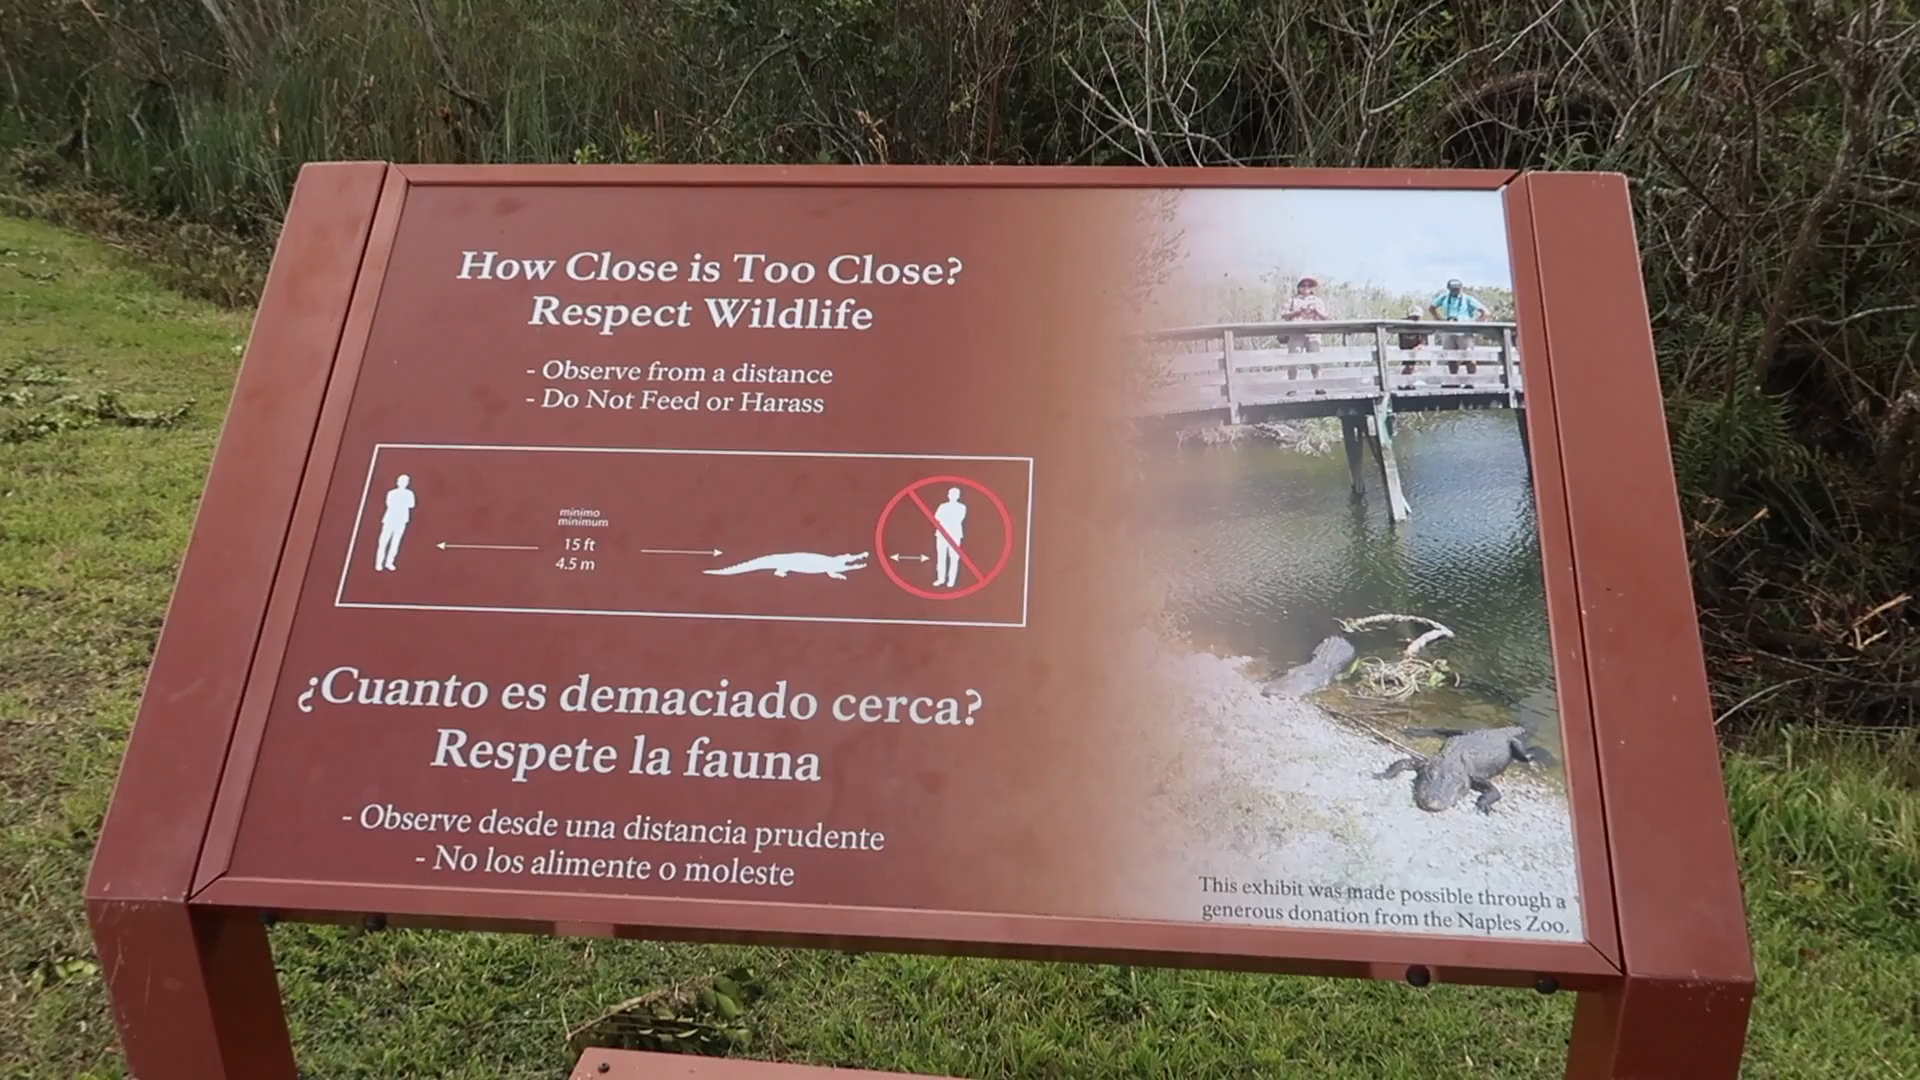 How Close is Too Close?
Respect Wildlife
- Observe from a distance
- Do Not Feed or Harass
mínimo
minimum
15 ft
4.5 m
¿Cuanto es demaciado cerca?
Respete la fauna
- Observe desde una distancia prudente
- No los alimente o moleste
This exhibit was made possible through a
generous donation from the Naples Zoo.